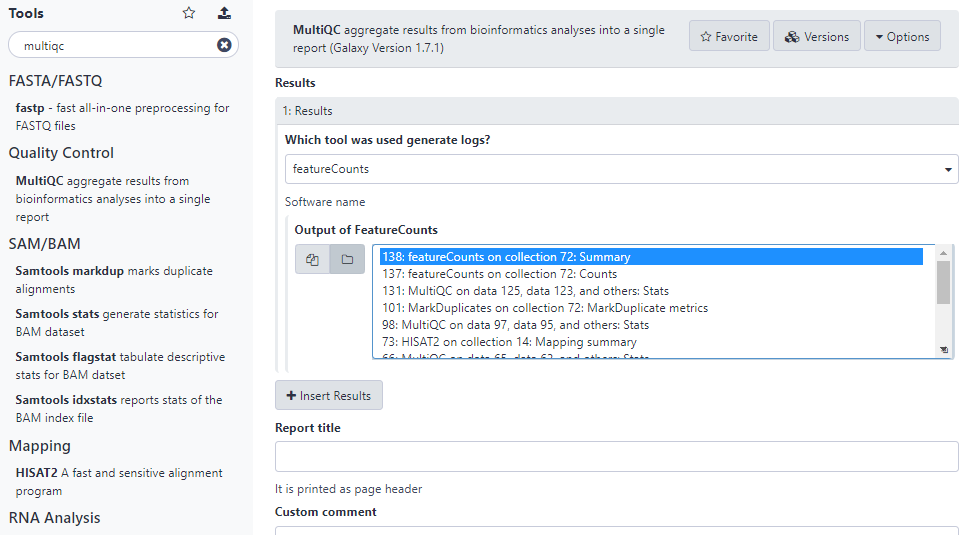 Tools
multiqc
FASTA/FASTQ
fastp - fast all-in-one preprocessing for
FASTQ files
Quality Control
MultiQC aggregate results from
bioinformatics analyses into a single
report
SAM/BAM
Samtools markdup marks duplicate
alignments
Samtools stats generate statistics for
BAM dataset
Samtools flagstat tabulate descriptive
stats for BAM datset
Samtools idxstats reports stats of the
BAM index file
Mapping
HISAT2 A fast and sensitive alignment
program
RNA Analysis
MultiQC aggregate results from bioinformatics analyses into a single
report (Galaxy Version 1.7.1)
Favorite
Versions
Options
Results
1: Results
Which tool was used generate logs?
featureCounts
Software name
Output of FeatureCounts
138: featureCounts on collection 72: Summary
137: featureCounts on collection 72: Counts
131: MultiQC on data 125, data 123, and others: Stats
101: MarkDuplicates on collection 72: MarkDuplicate metrics
98: MultiQC on data 97, data 95, and others: Stats
73: HISAT2 on collection 14: Mapping summary
66: MultiQC on data 65, data 63, and others: Stats
Insert Results
Report title
It is printed as page header
Custom comment